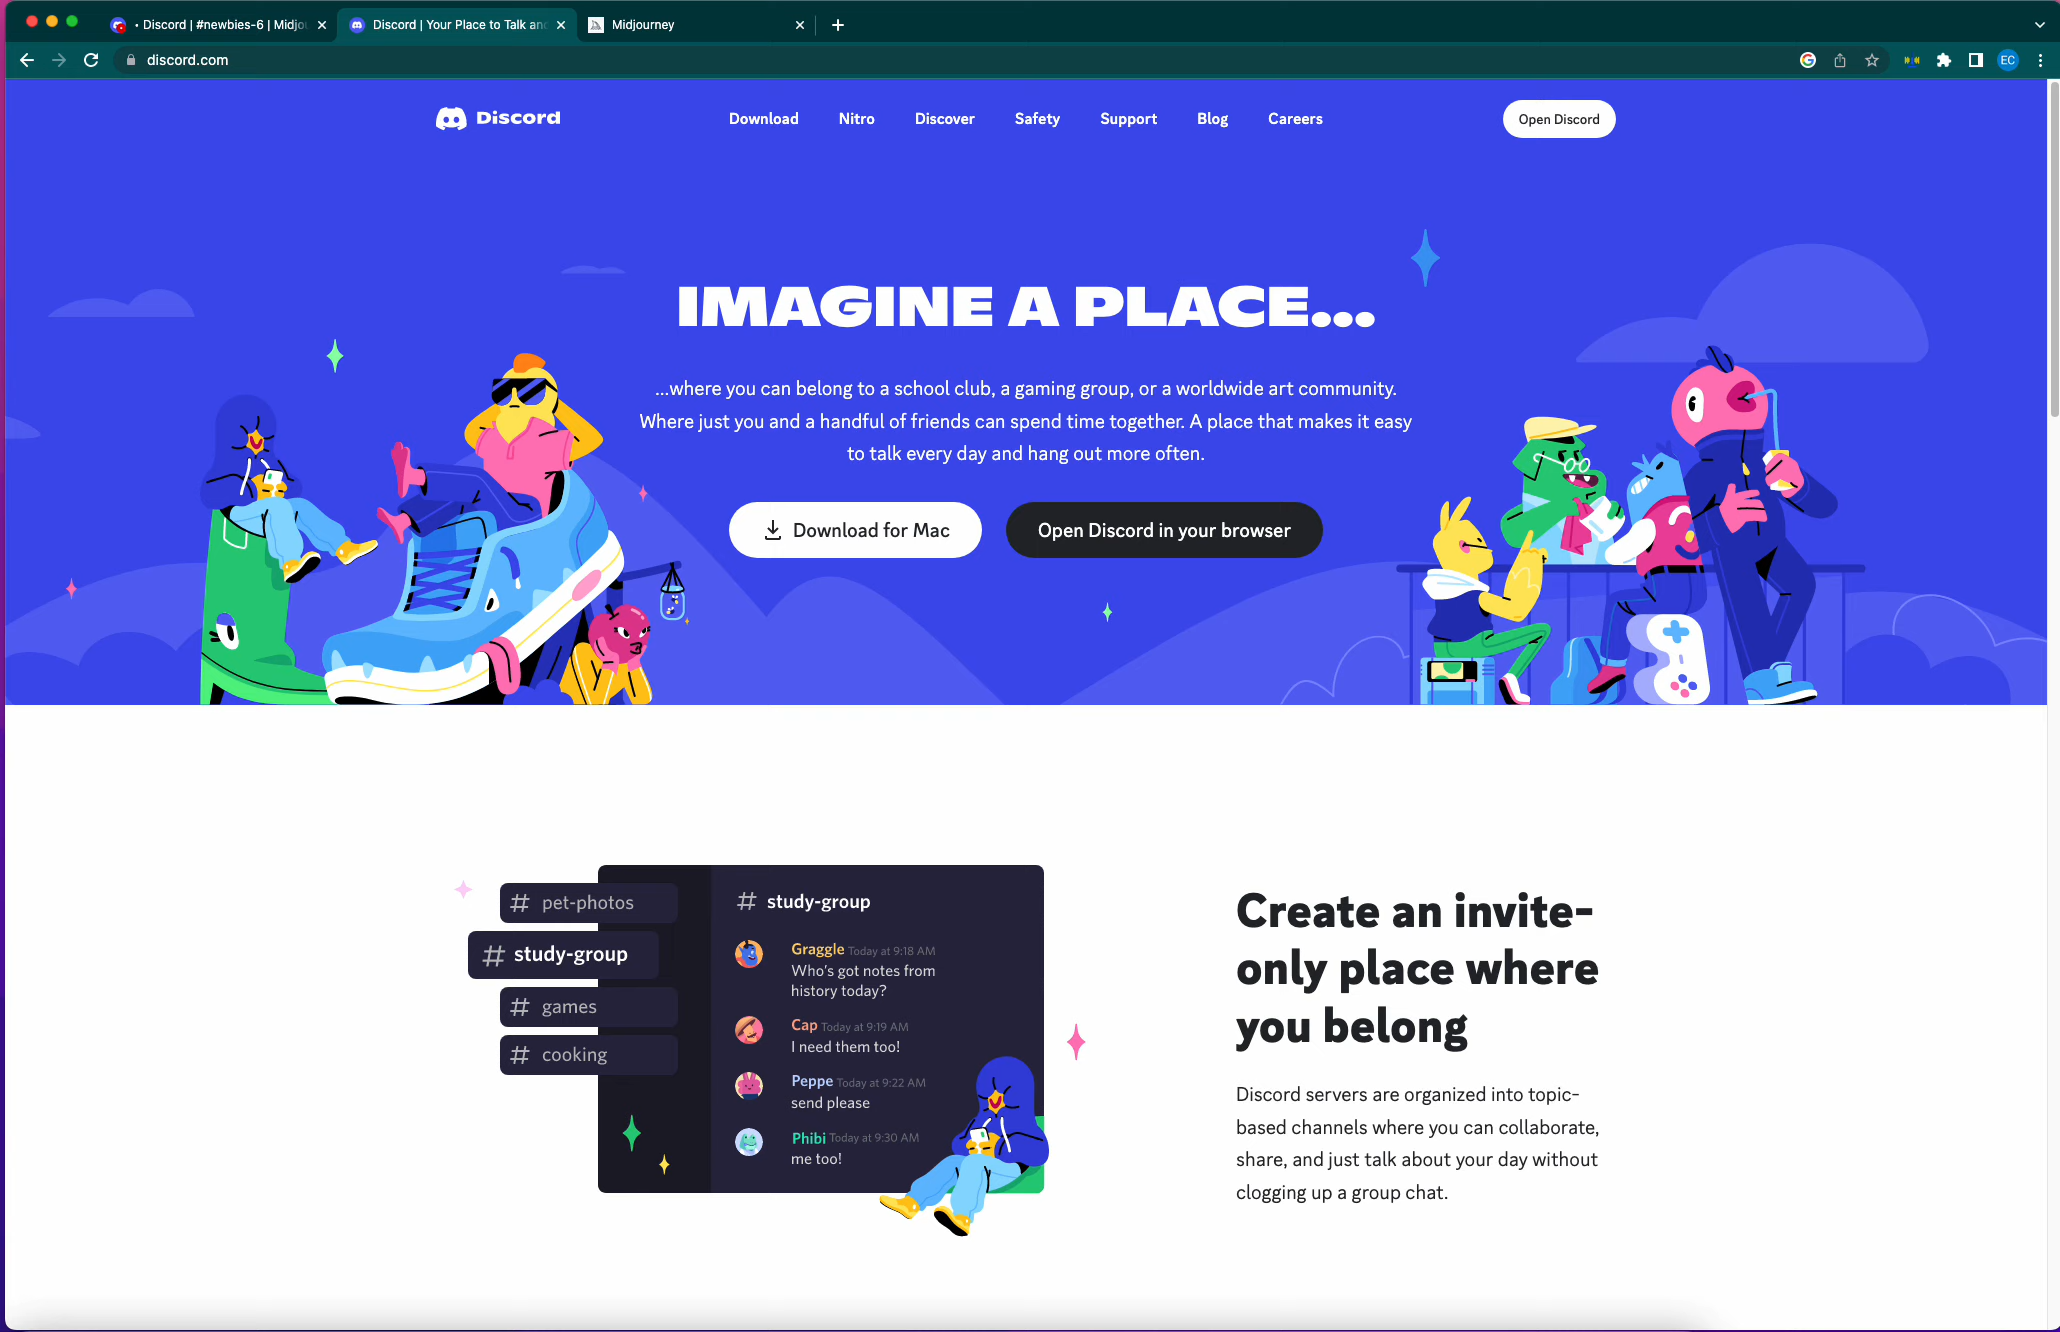 • Discord | #newbies-6 | Midjou
Discord | Your Place to Talk and
Midjourney
discord.com
EC
Discord
Download
Nitro
Discover
Safety
Support
Blog
Careers
Open Discord
IMAGINE A PLACE...
...where you can belong to a school club, a gaming group, or a worldwide art community.
Where just you and a handful of friends can spend time together. A place that makes it easy
to talk every day and hang out more often.
Download for Mac
Open Discord in your browser
# pet-photos
# study-group
# games
# cooking
# study-group
Graggle Today at 9:18 AM
Who's got notes from
history today?
Cap Today at 9:19 AM
I need them too!
Peppe Today at 9:22 AM
send please
Phibi Today at 9:30 AM
me too!
Create an invite-
only place where
you belong
Discord servers are organized into topic-
based channels where you can collaborate,
share, and just talk about your day without
clogging up a group chat.